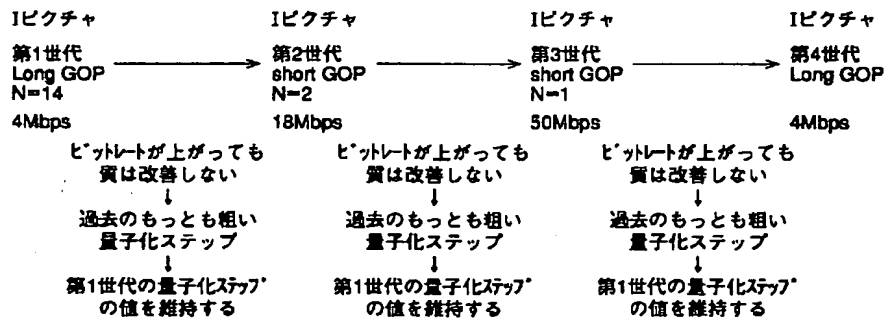 Iピクチャ Iピクチャ Iピクチャ Iピクチャ
第1世代 第2世代 第3世代 第4世代
Long GOP short GOP short GOP Long GOP
N=14 N=2 N=1
4Mbps 18Mbps 50Mbps 4Mbps
ビットレートが上がっても ビットレートが上がっても ビットレートが上がっても
質は改善しない 質は改善しない 質は改善しない
↓ ↓ ↓
過去のもっとも粗い 過去のもっとも粗い 過去のもっとも粗い
量子化ステップ 量子化ステップ 量子化ステップ
↓ ↓ ↓
第1世代の量子化ステップ 第1世代の量子化ステップ 第1世代の量子化ステップ
の値を維持する の値を維持する の値を維持する